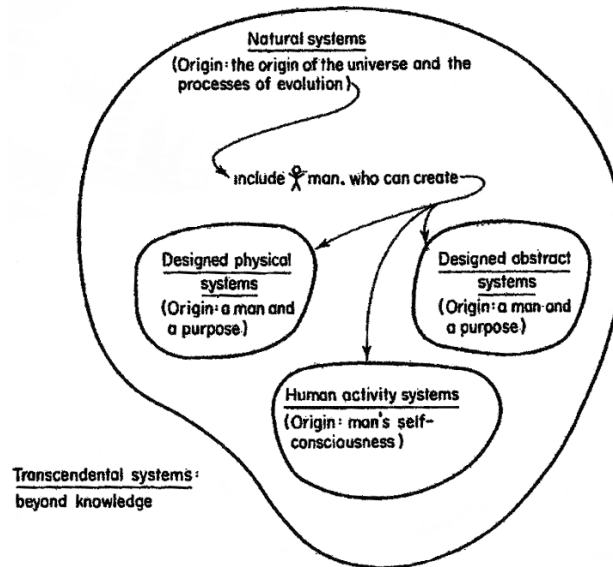 Natural systems
(Origin: the origin of the universe and the
processes of evolution)
include man. who can create
Designed physical
systems
(Origin: a man and
a purpose)
Designed abstract
systems
(Origin: a man and
a purpose)
Human activity systems
(Origin: man's self-
consciousness)
Transcendental systems:
beyond knowledge